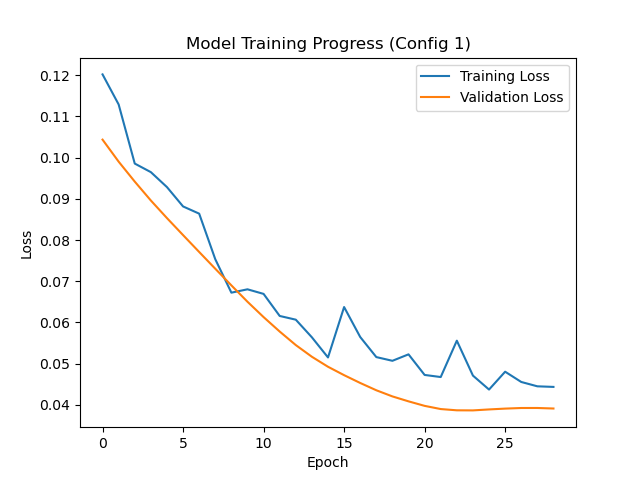 Model Training Progress (Config 1)
Training Loss
Validation Loss
0.12
0.11
0.10
0.09
0.08
0.07
0.06
0.05
0.04
Loss
0 5 10 15 20 25
Epoch